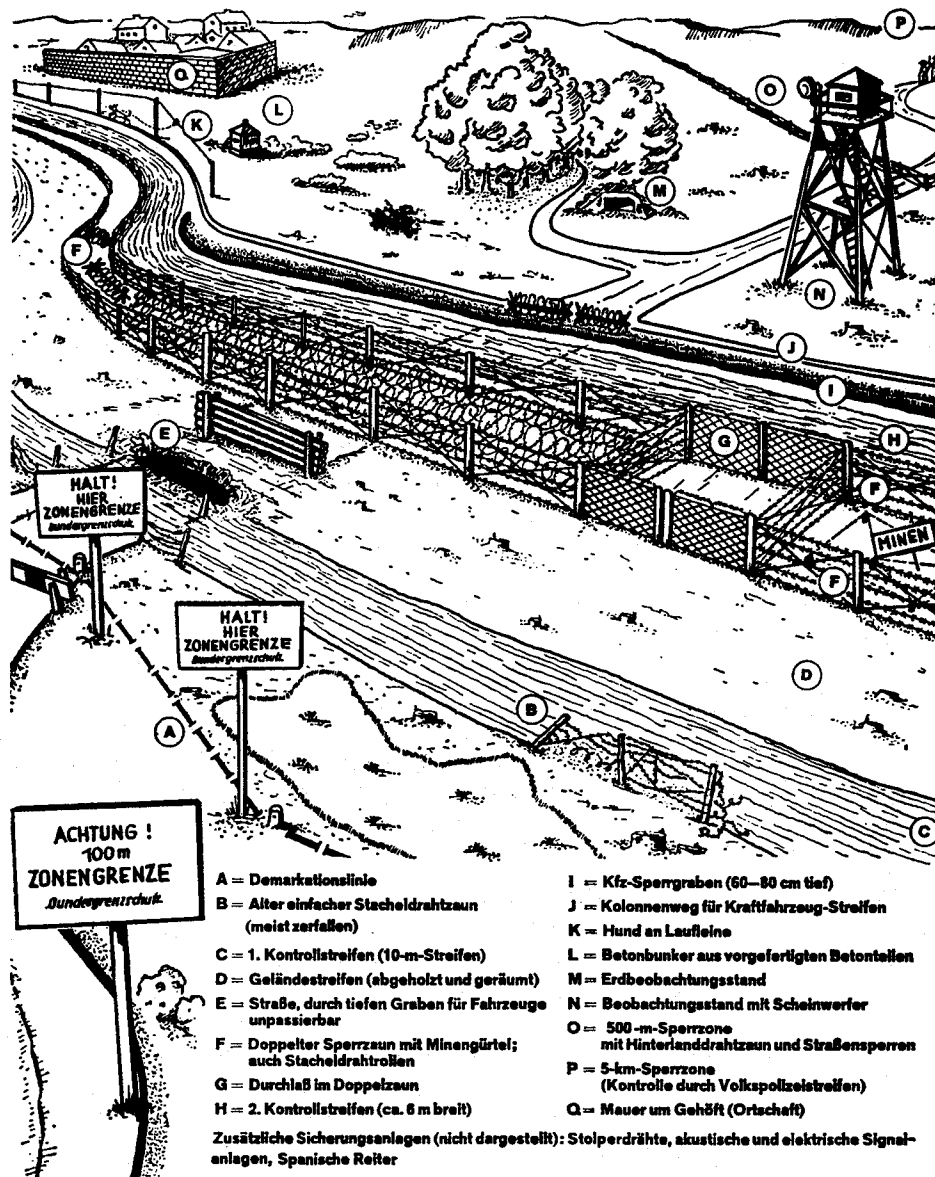 P
Q
O
L
K
M
F
N
J
I
E
G
H
HALT!
HIER
ZONENGRENZE
Bundesgrenzschutz
F
MINEN
F
HALT!
HIER
ZONENGRENZE
Bundesgrenzschutz
D
B
A
C
ACHTUNG !
100 m
ZONENGRENZE
Bundesgrenzschutz
A = Demarkationslinie
B = Alter einfacher Stacheldrahtzaun
(meist zerfallen)
C = 1. Kontrollstreifen (10-m-Streifen)
D = Geländestreifen (abgeholzt und geräumt)
E = Straße, durch tiefen Graben für Fahrzeuge
unpassierbar
F = Doppelter Sperrzaun mit Minengürtel;
auch Stacheldrahtrollen
G = Durchlaß im Doppelzaun
H = 2. Kontrollstreifen (ca. 6 m breit)
I = Kfz-Sperrgraben (60—80 cm tief)
J = Kolonnenweg für Kraftfahrzeug-Streifen
K = Hund an Laufleine
L = Betonbunker aus vorgefertigten Betonteilen
M = Erdbeobachtungsstand
N = Beobachtungsstand mit Scheinwerfer
O = 500-m-Sperrzone
mit Hinterlanddrahtzaun und Straßensperren
P = 5-km-Sperrzone
(Kontrolle durch Volkspolizeistreifen)
Q = Mauer um Gehöft (Ortschaft)
Zusätzliche Sicherungsanlagen (nicht dargestellt): Stolperdrähte, akustische und elektrische Signal-
anlagen, Spanische Reiter